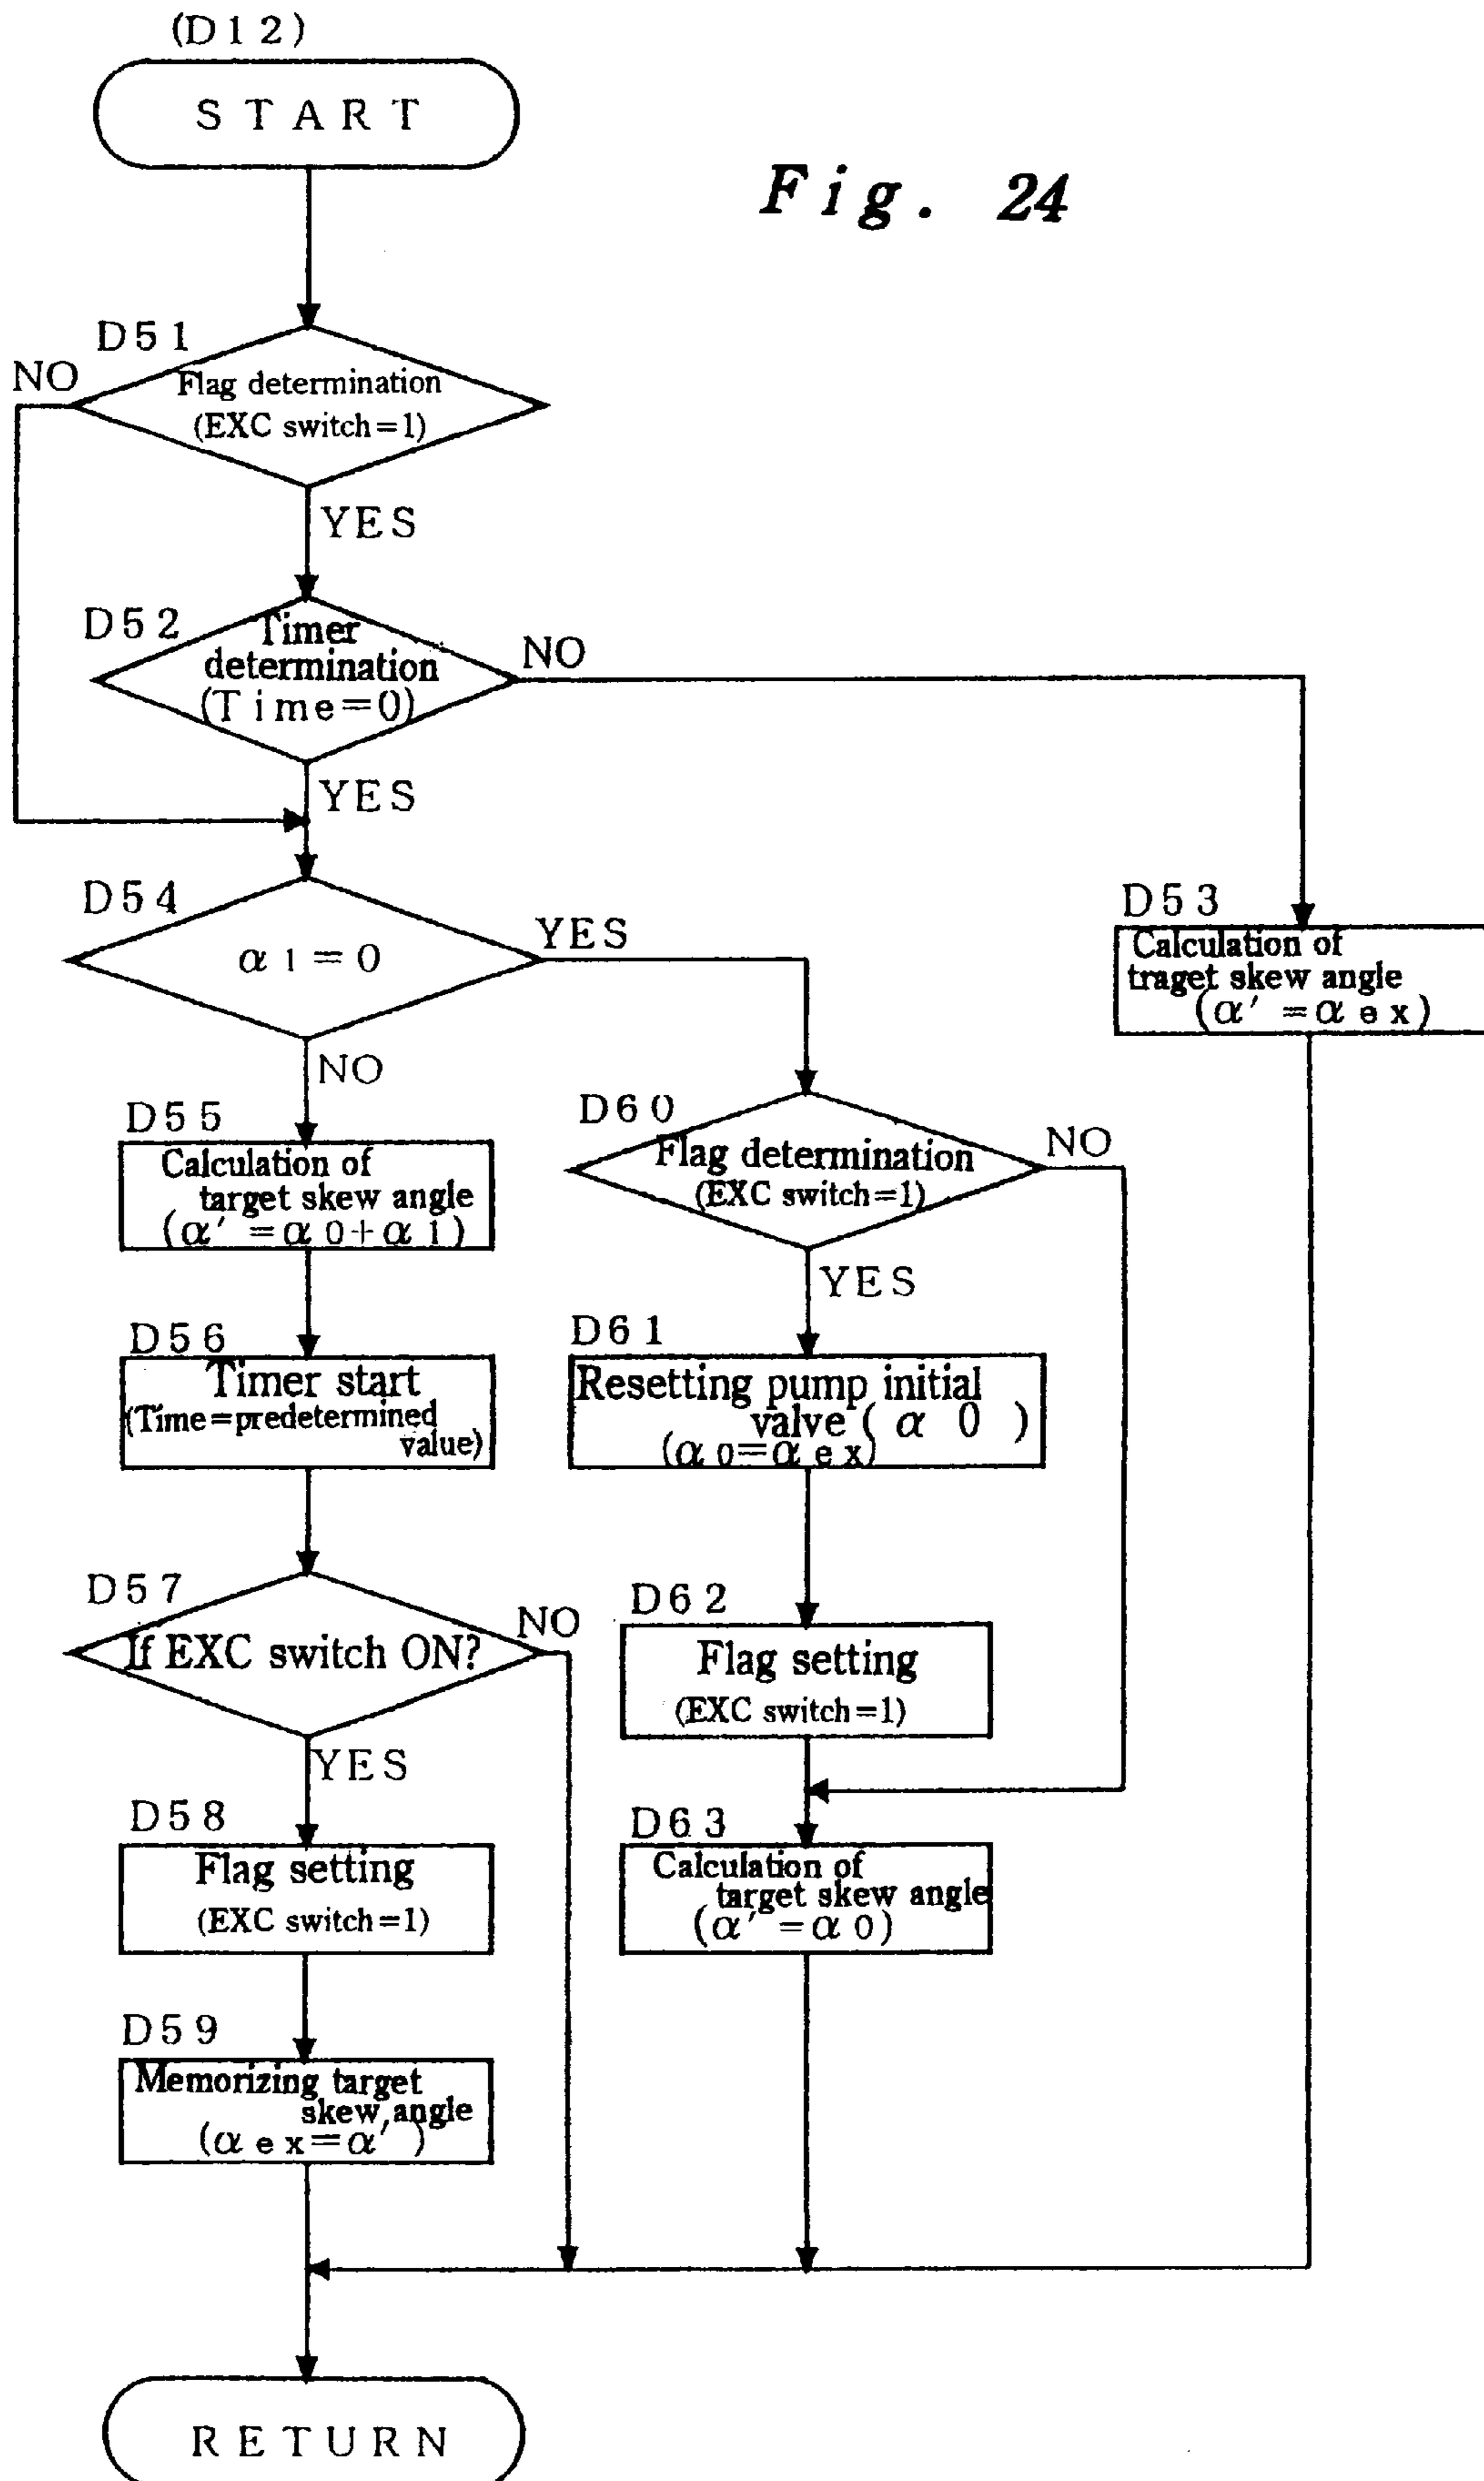 (D12)
START
Fig. 24
D51
NO
Flag determination
(EXC switch=1)
YES
D52
Timer
determination
(Time=0)
NO
YES
D54
α1=0
YES
D53
Calculation of
traget skew angle
(α'=αex)
NO
D55
Calculation of
target skew angle
(α'=α0+α1)
D60
Flag determination
(EXC switch=1)
NO
YES
D56
Timer start
(Time=predetermined
value)
D61
Resetting pump initial
valve(α0)
(α0=αex)
D57
If EXC switch ON?
NO
YES
D62
Flag setting
(EXC switch=1)
D58
Flag setting
(EXC switch=1)
D63
Calculation of
target skew angle
(α'=α0)
D59
Memorizing target
skew angle
(αex=α')
RETURN